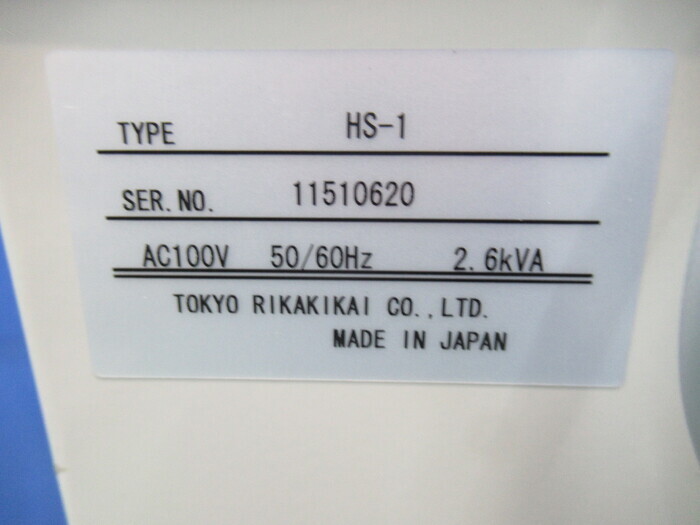 TYPE HS-1
SER. NO. 11510620
AC100V 50/60Hz 2.6kVA
TOKYO RIKAKIKAI CO.,LTD.
MADE IN JAPAN